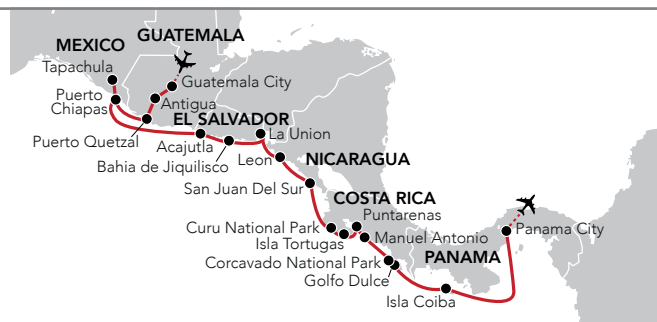 MEXICO
GUATEMALA
Tapachula
Guatemala City
Puerto
Chiapas
Antigua
EL SALVADOR
Puerto Quetzal
Acajutla
La Union
Bahia de Jiquilisco
Leon
NICARAGUA
San Juan Del Sur
COSTA RICA
Puntarenas
Curu National Park
Isla Tortugas
Manuel Antonio
Panama City
Corcavado National Park
PANAMA
Golfo Dulce
Isla Coiba